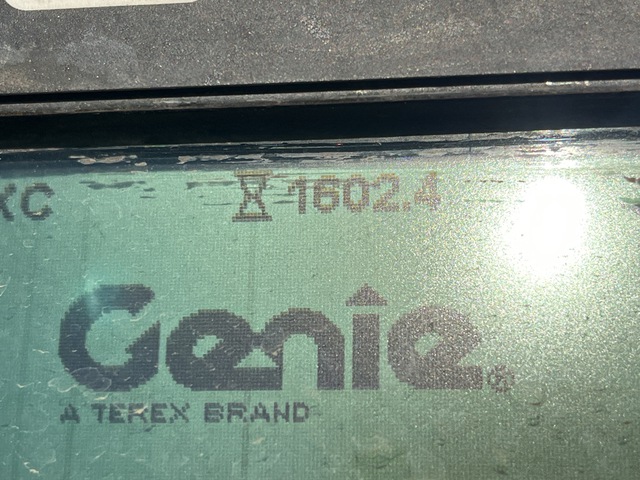 XC 1602.4
Genie®
A TEREX BRAND